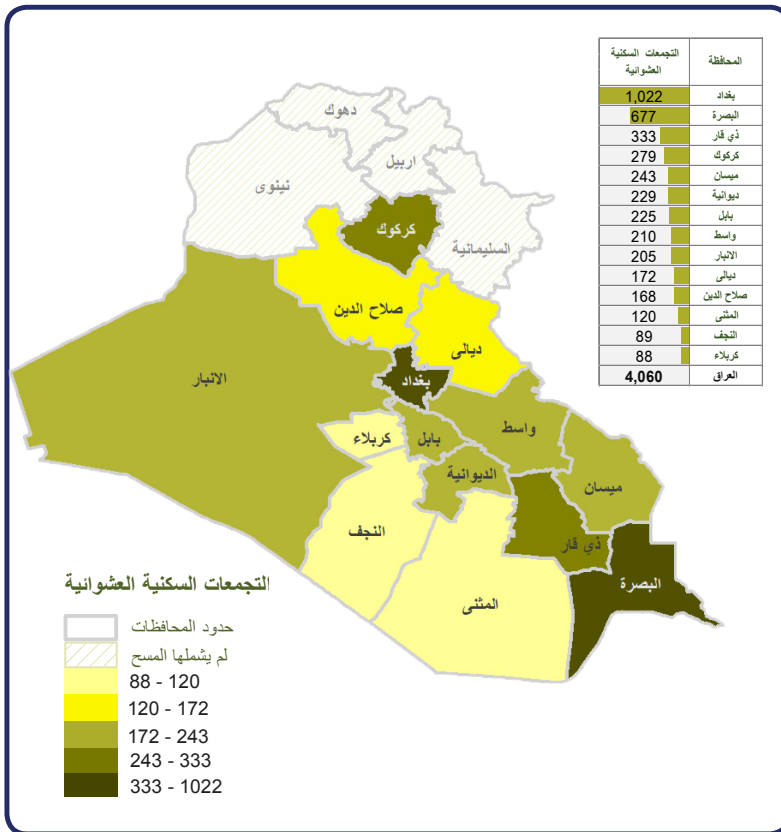 المحافظة التجمعات السكنية العشوائية
بغداد 1,022
البصرة 677
ذي قار 333
كركوك 279
ميسان 243
ديوانية 229
بابل 225
واسط 210
الانبار 205
ديالى 172
صلاح الدين 168
المثنى 120
النجف 89
كربلاء 88
العراق 4,060
دهوك
اربيل
نينوى
كركوك
السليمانية
صلاح الدين
ديالى
بغداد
الانبار
واسط
كربلاء
بابل
الديوانية
ميسان
النجف
ذي قار
البصرة
المثنى
التجمعات السكنية العشوائية
حدود المحافظات
لم يشملها المسح
88 - 120
120 - 172
172 - 243
243 - 333
333 - 1022